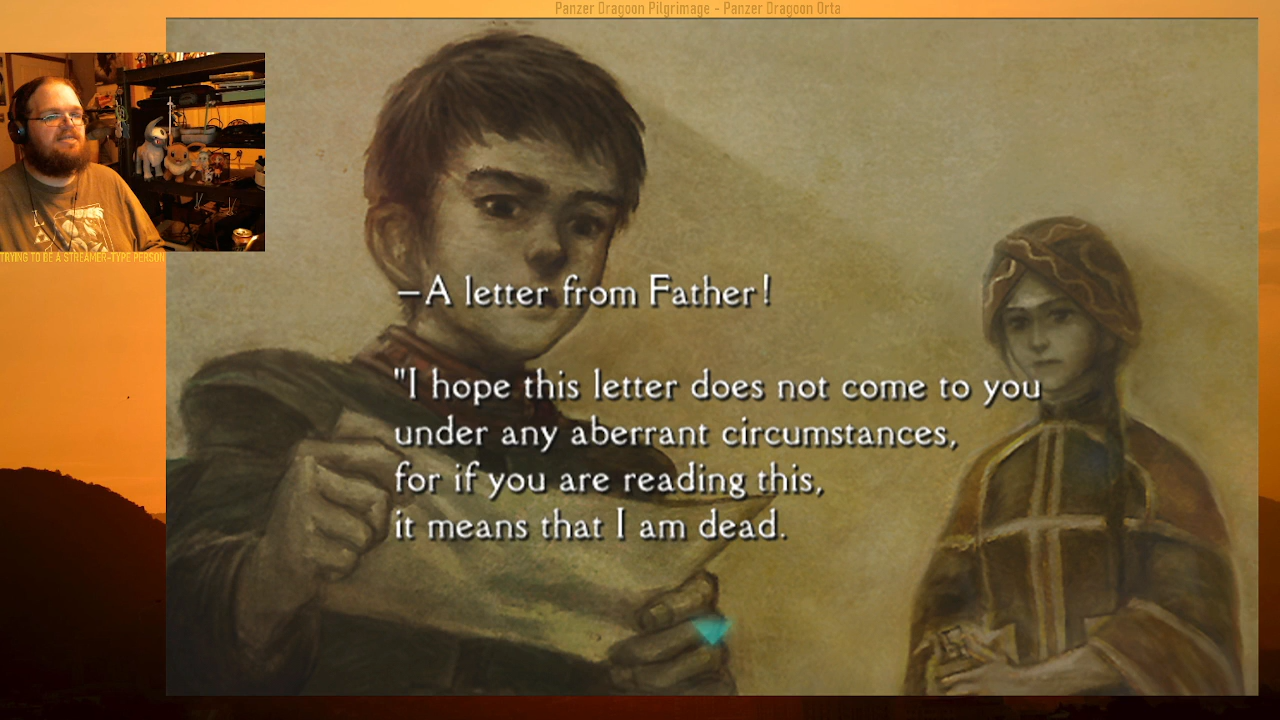 Panzer Dragoon Pilgrimage - Panzer Dragoon Orta
TRYING TO BE A STREAMER-TYPE PERSON
—A letter from Father!
"I hope this letter does not come to you
under any aberrant circumstances,
for if you are reading this,
it means that I am dead.